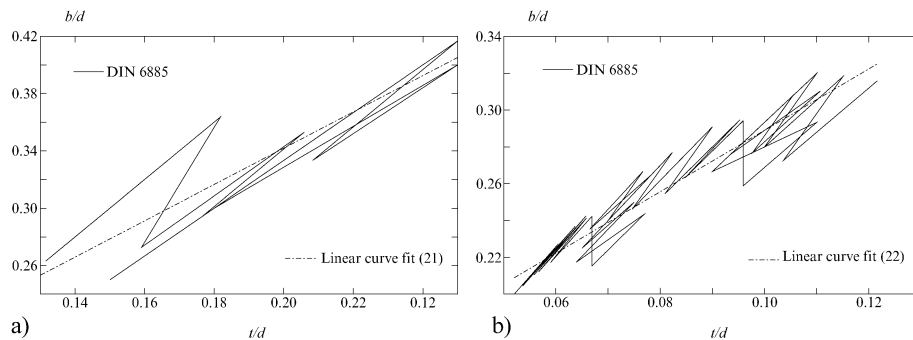 b/d
0.42
0.38
0.34
0.30
0.26
DIN 6885
Linear curve fit (21)
0.14
0.16
0.18
0.20
0.22
0.12
t/d
a)
b/d
0.34
0.30
0.26
0.22
DIN 6885
Linear curve fit (22)
0.06
0.08
0.10
0.12
t/d
b)